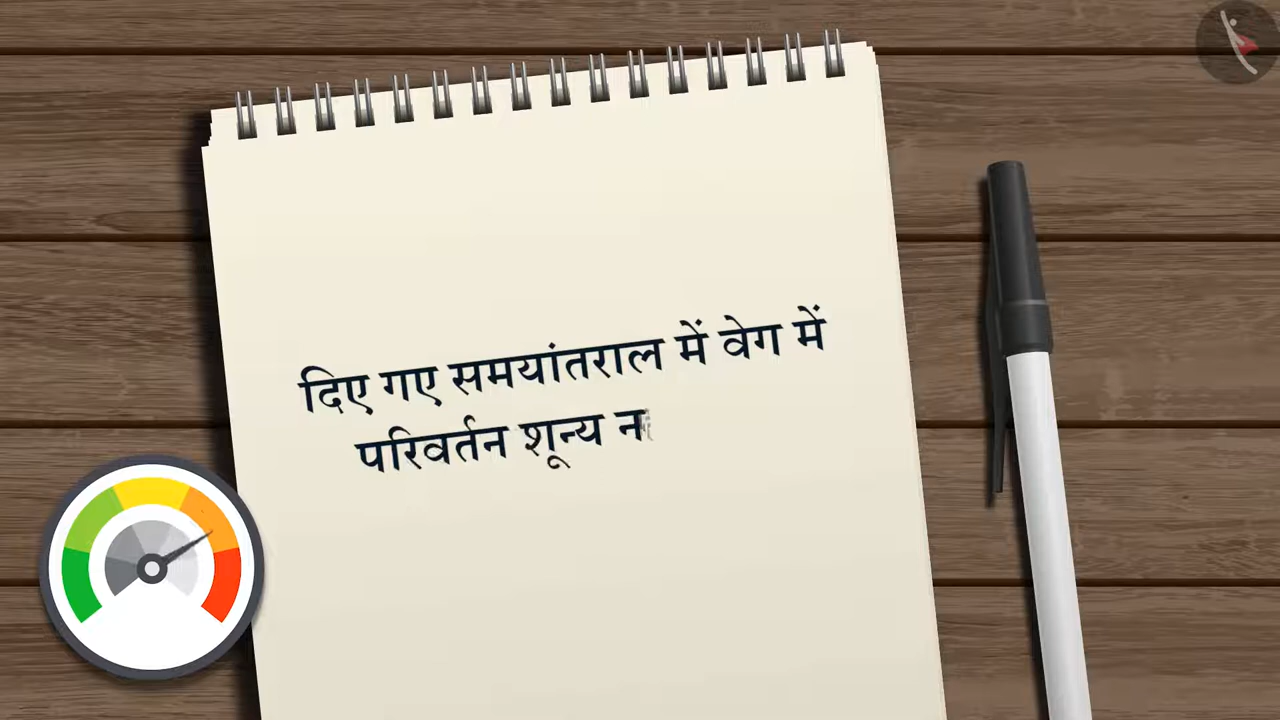 दिए गए समयांतराल में वेग में
परिवर्तन शून्य